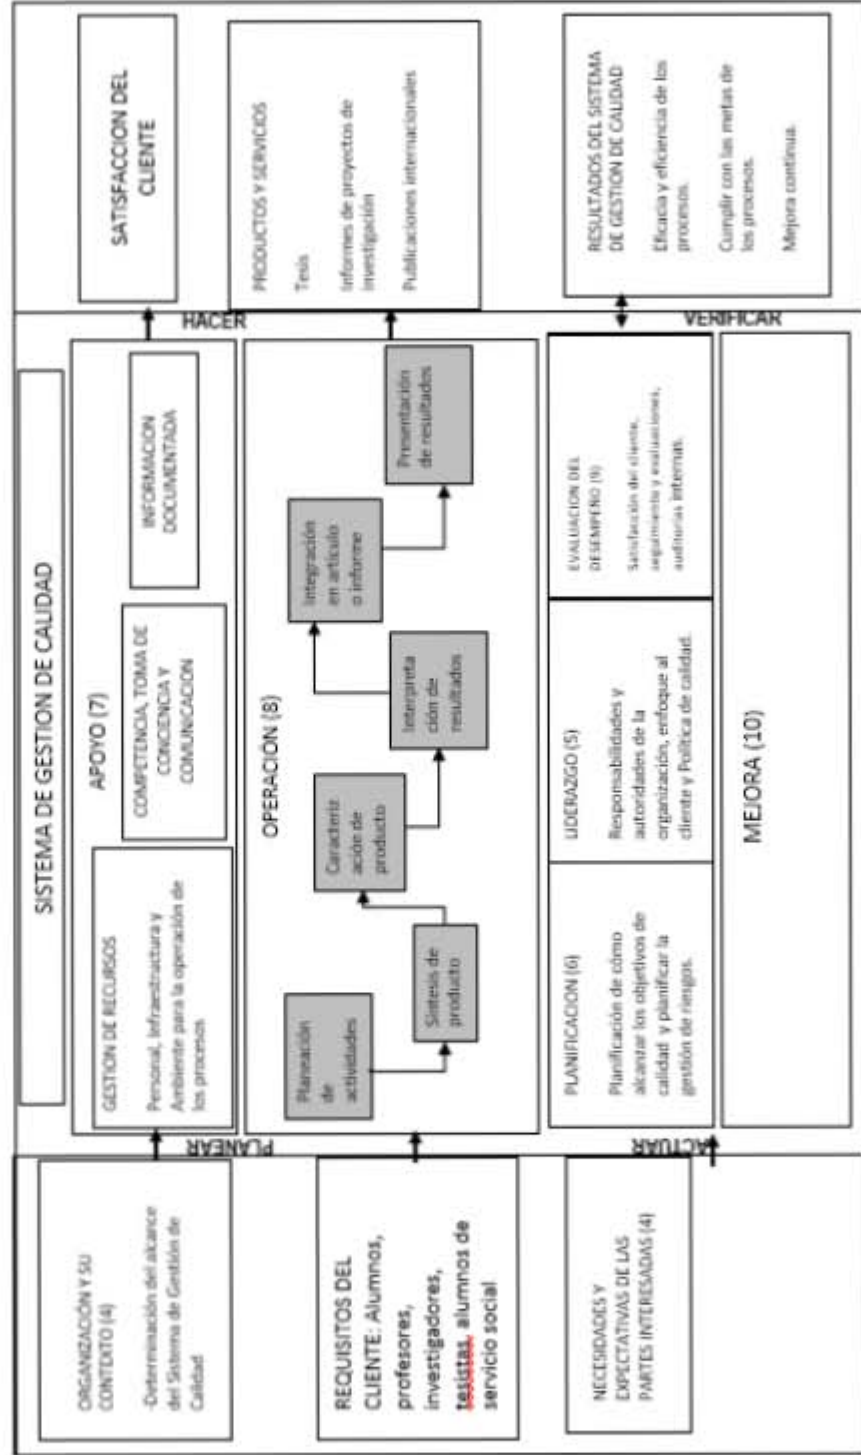 SISTEMA DE GESTION DE CALIDAD
ORGANIZACIÓN Y SU
CONTEXTO (4)
-Determinación del alcance
del Sistema de Gestión de
Calidad
REQUISITOS DEL
CLIENTE: Alumnos,
profesores,
investigadores,
tesistas, alumnos de
servicio social
NECESIDADES Y
EXPECTATIVAS DE LAS
PARTES INTERESADAS (4)
PLANEAR
ACTUAR
APOYO (7)
GESTION DE RECURSOS
Personal, infraestructura y
Ambiente para la operación de
los procesos
COMPETENCIA, TOMA DE
CONCIENCIA Y
COMUNICACION
INFORMACION
DOCUMENTADA
OPERACIÓN (8)
Planeación
de
actividades
Síntesis de
producto
Caracteriz
ación de
producto
Interpreta
ción de
resultados
Integración
en artículo
o informe
Presentación
de resultados
PLANIFICACION (6)
Planificación de cómo
alcanzar los objetivos de
calidad y planificar la
gestión de riesgos.
LIDERAZGO (5)
Responsabilidades y
autoridades de la
organización, enfoque al
cliente y Política de calidad.
EVALUACION DEL
DESEMPEÑO (9)
Satisfacción del cliente,
seguimiento y evaluaciones,
auditorias internas.
MEJORA (10)
HACER
VERIFICAR
SATISFACCION DEL
CLIENTE
PRODUCTOS Y SERVICIOS
Tesis
Informes de proyectos de
investigación
Publicaciones internacionales
RESULTADOS DEL SISTEMA
DE GESTION DE CALIDAD
Eficacia y eficiencia de los
procesos.
Cumplir con las metas de
los procesos.
Mejora continua.